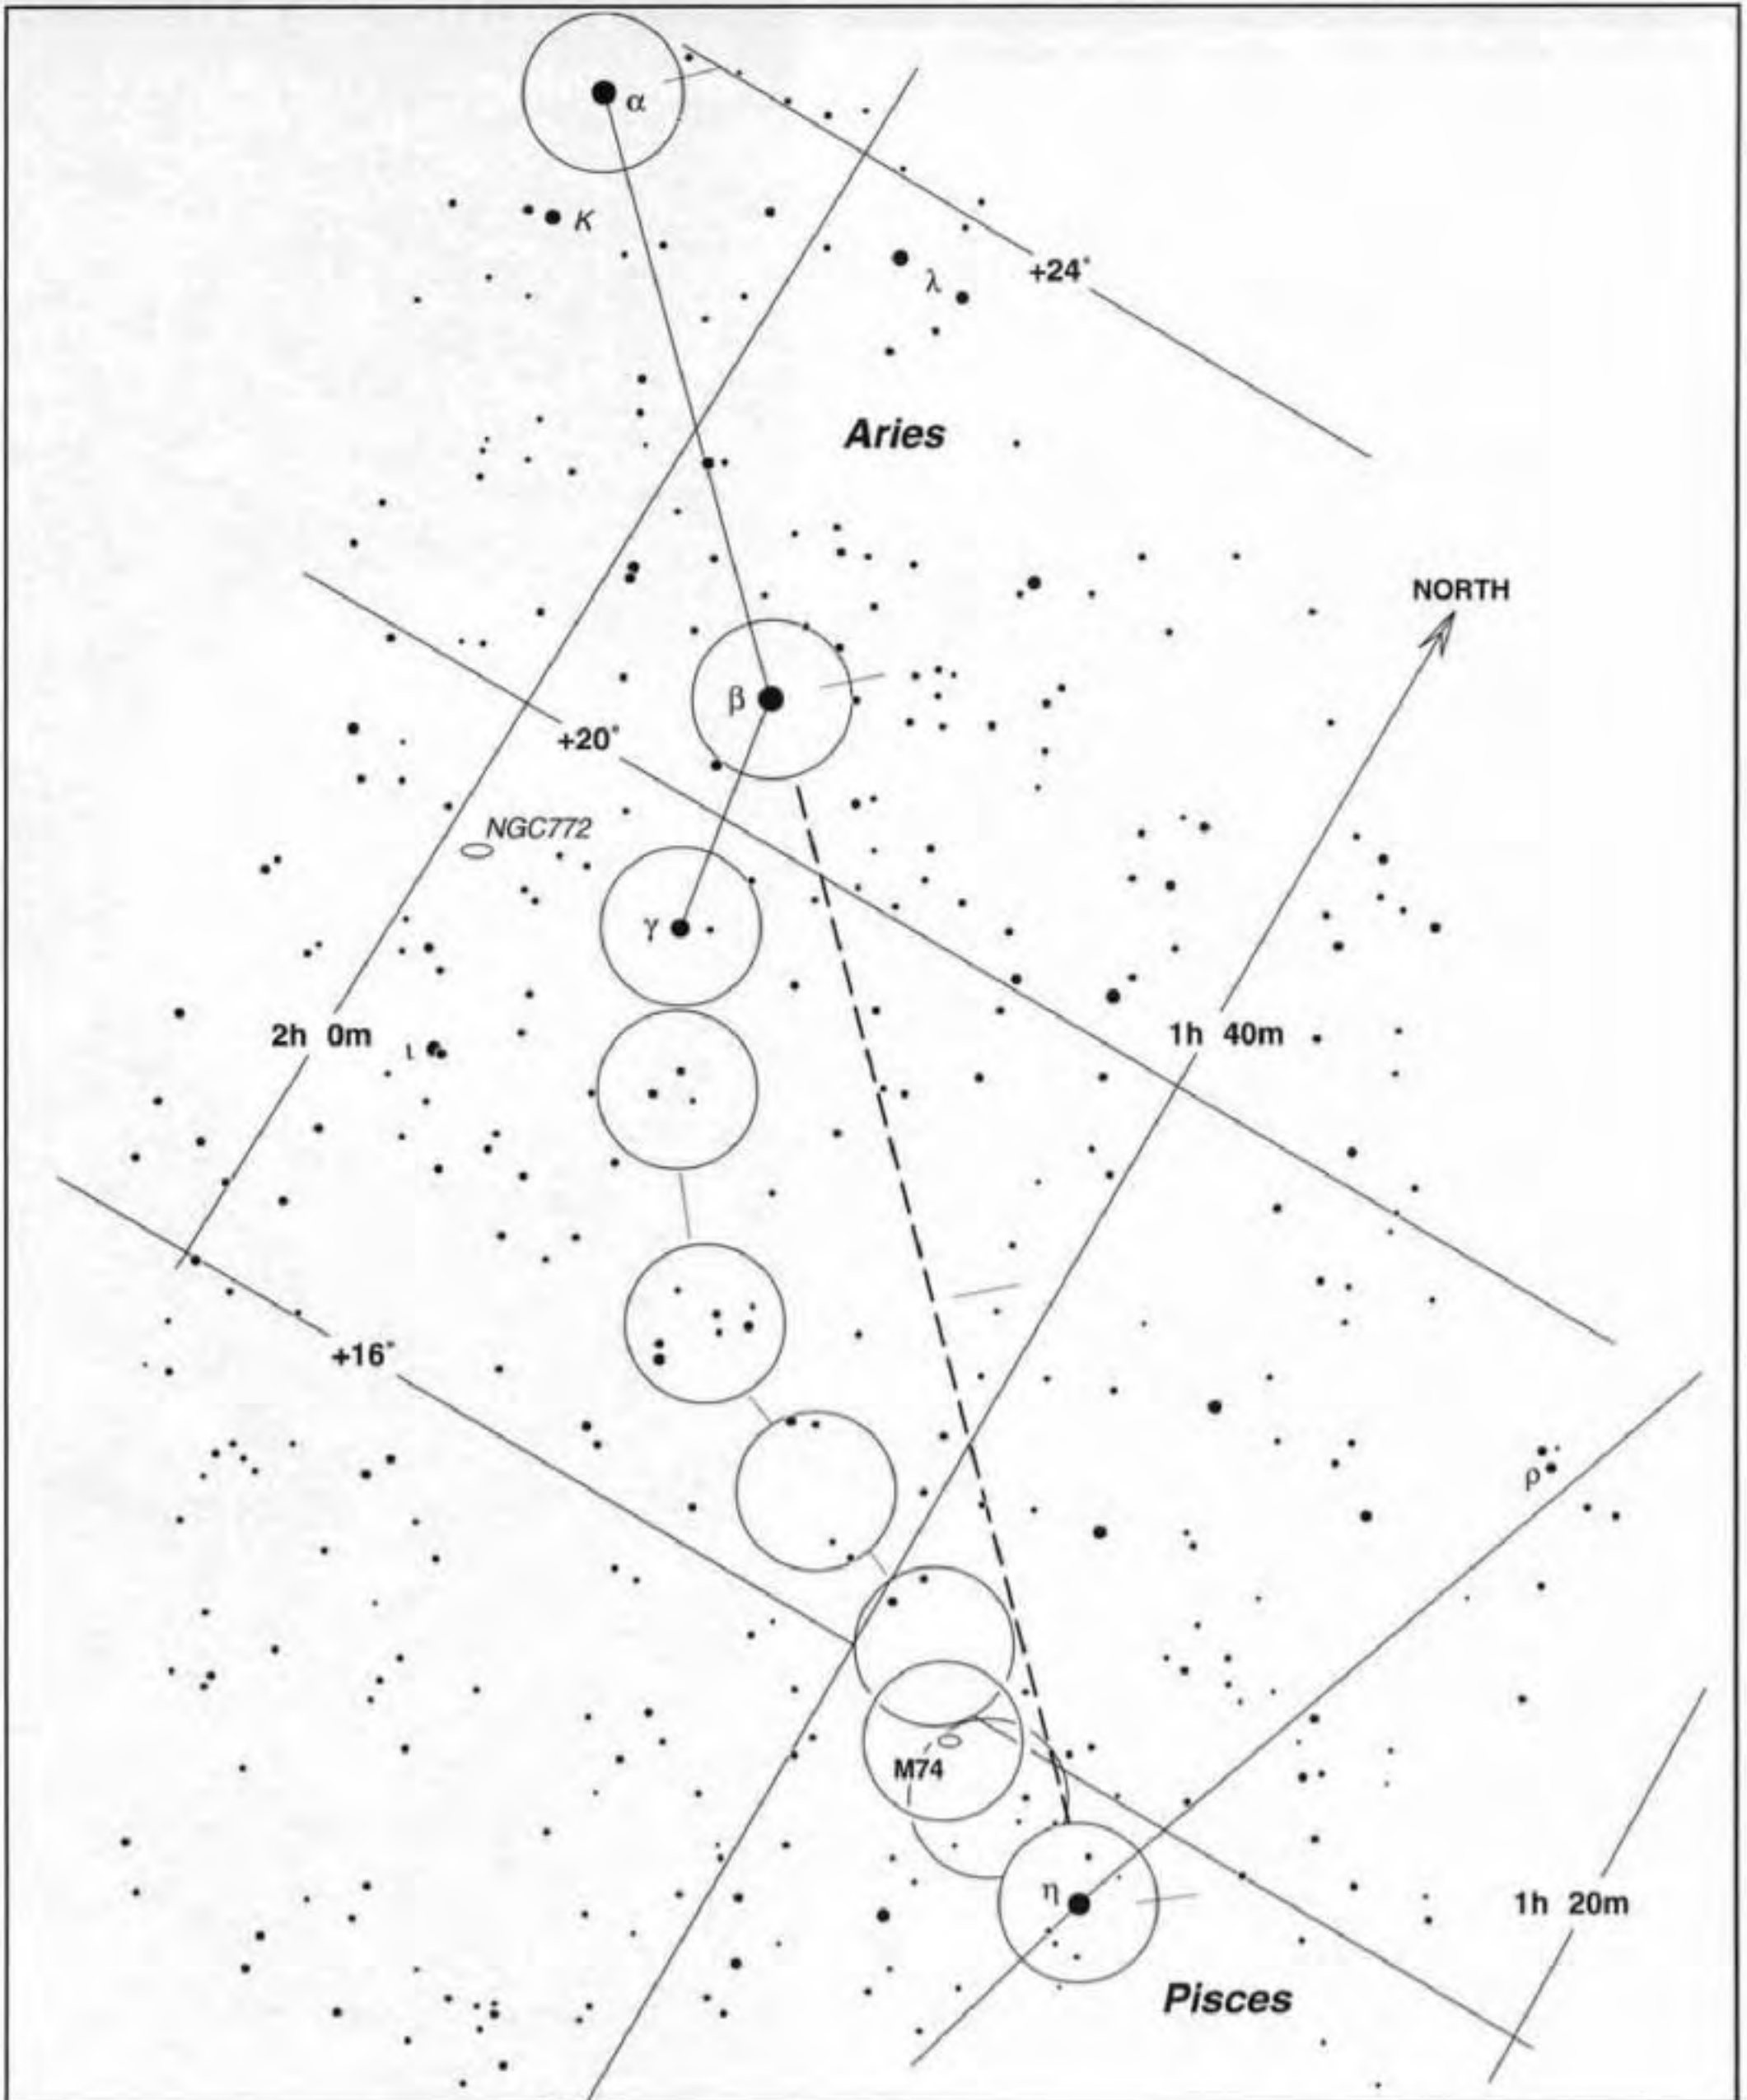 α
K
λ
+24°
Aries
NORTH
β
+20°
NGC772
γ
2h 0m
ι
1h 40m
+16°
ρ
M74
η
1h 20m
Pisces